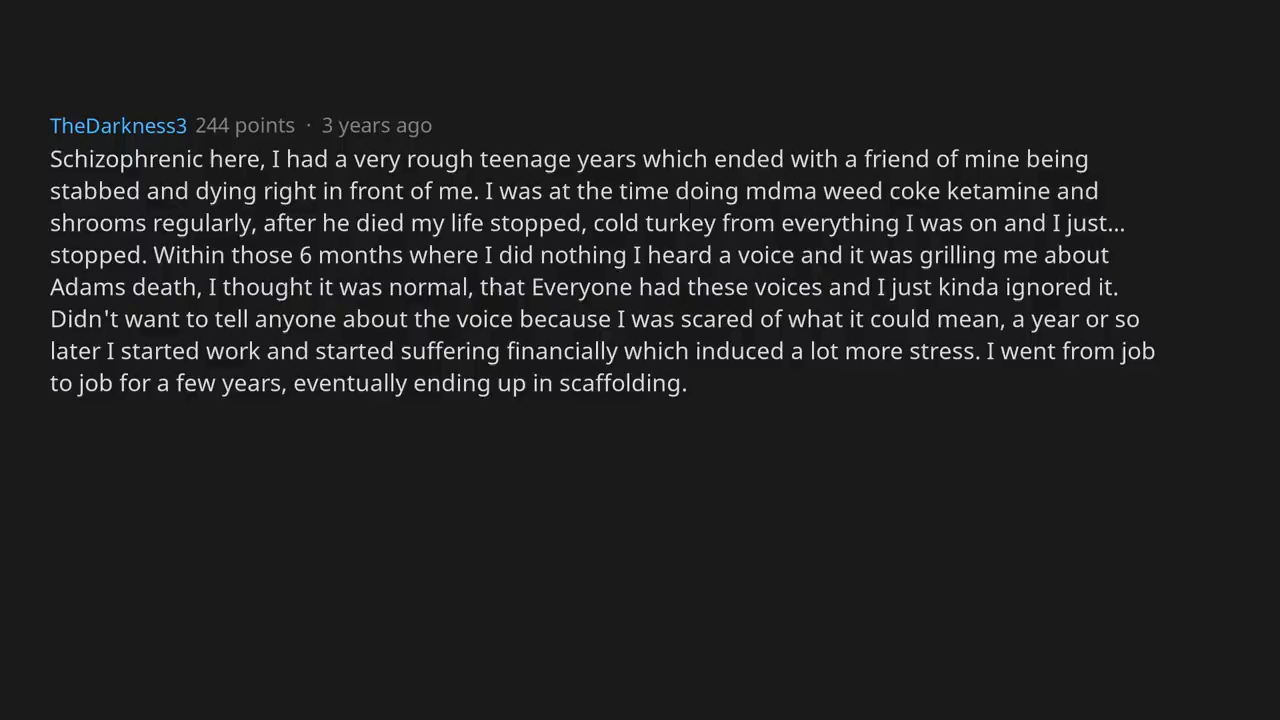 TheDarkness3 244 points · 3 years ago
Schizophrenic here, I had a very rough teenage years which ended with a friend of mine being
stabbed and dying right in front of me. I was at the time doing mdma weed coke ketamine and
shrooms regularly, after he died my life stopped, cold turkey from everything I was on and I just...
stopped. Within those 6 months where I did nothing I heard a voice and it was grilling me about
Adams death, I thought it was normal, that Everyone had these voices and I just kinda ignored it.
Didn't want to tell anyone about the voice because I was scared of what it could mean, a year or so
later I started work and started suffering financially which induced a lot more stress. I went from job
to job for a few years, eventually ending up in scaffolding.